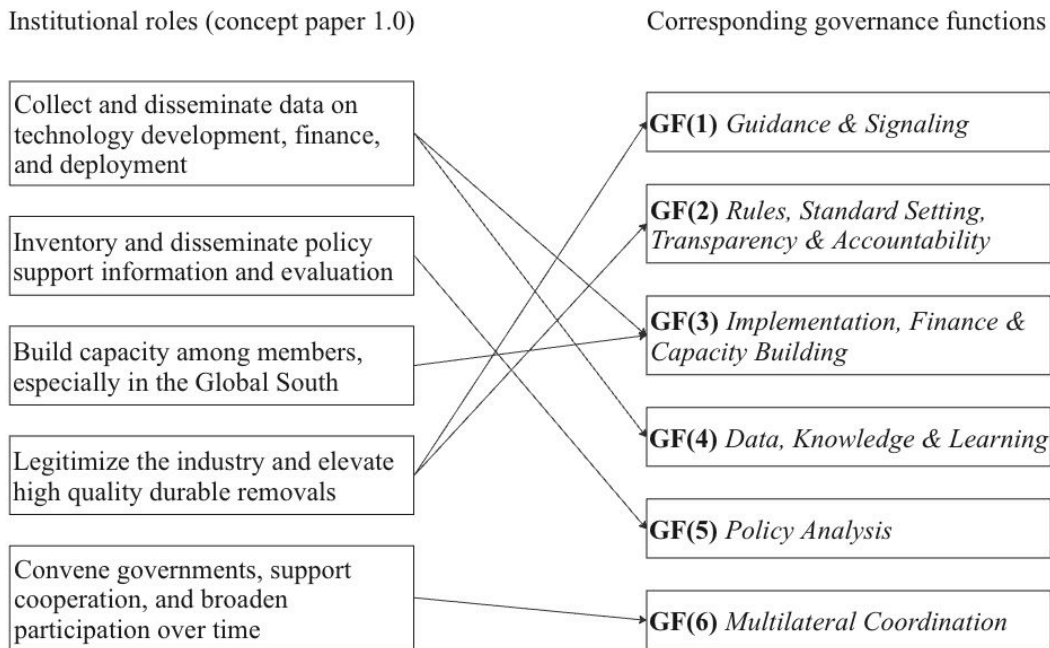 Institutional roles (concept paper 1.0)
Corresponding governance functions
Collect and disseminate data on
technology development, finance,
and deployment
Inventory and disseminate policy
support information and evaluation
Build capacity among members,
especially in the Global South
Legitimize the industry and elevate
high quality durable removals
Convene governments, support
cooperation, and broaden
participation over time
GF(1) Guidance & Signaling
GF(2) Rules, Standard Setting,
Transparency & Accountability
GF(3) Implementation, Finance &
Capacity Building
GF(4) Data, Knowledge & Learning
GF(5) Policy Analysis
GF(6) Multilateral Coordination